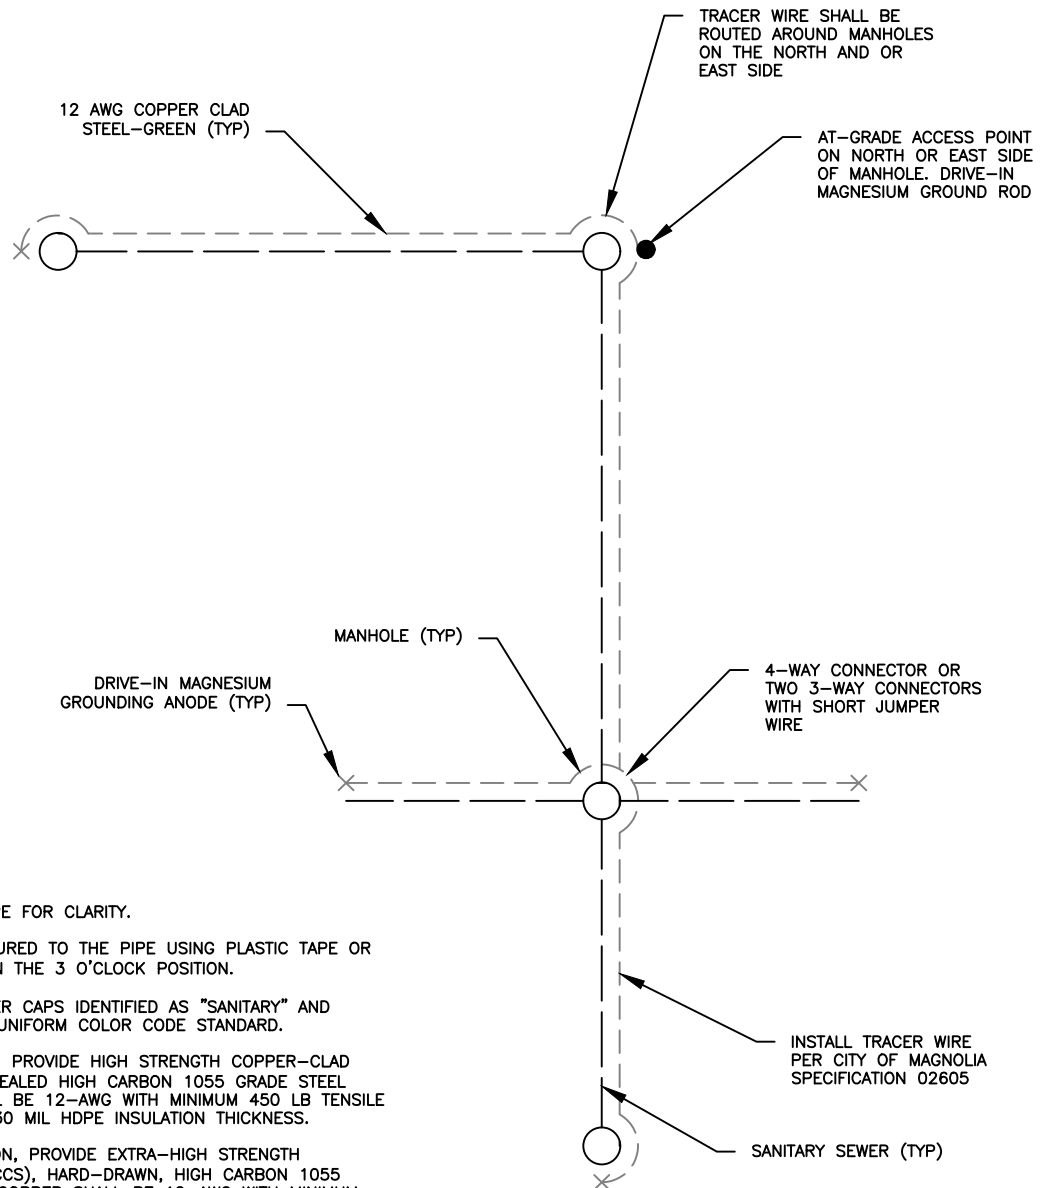 TRACER WIRE SHALL BE
ROUTED AROUND MANHOLES
ON THE NORTH AND OR
EAST SIDE
12 AWG COPPER CLAD
STEEL-GREEN (TYP)
AT-GRADE ACCESS POINT
ON NORTH OR EAST SIDE
OF MANHOLE. DRIVE-IN
MAGNESIUM GROUND ROD
MANHOLE (TYP)
4-WAY CONNECTOR OR
TWO 3-WAY CONNECTORS
WITH SHORT JUMPER
WIRE
DRIVE-IN MAGNESIUM
GROUNDING ANODE (TYP)
FOR CLARITY.
TO THE PIPE USING PLASTIC TAPE OR
THE 3 O'CLOCK POSITION.
CAPS IDENTIFIED AS "SANITARY" AND
UNIFORM COLOR CODE STANDARD.
PROVIDE HIGH STRENGTH COPPER-CLAD
HIGH CARBON 1055 GRADE STEEL
BE 12-AWG WITH MINIMUM 450 LB TENSILE
MIL HDPE INSULATION THICKNESS.
PROVIDE EXTRA-HIGH STRENGTH
HARD-DRAWN, HIGH CARBON 1055
INSTALL TRACER WIRE
PER CITY OF MAGNOLIA
SPECIFICATION 02605
SANITARY SEWER (TYP)